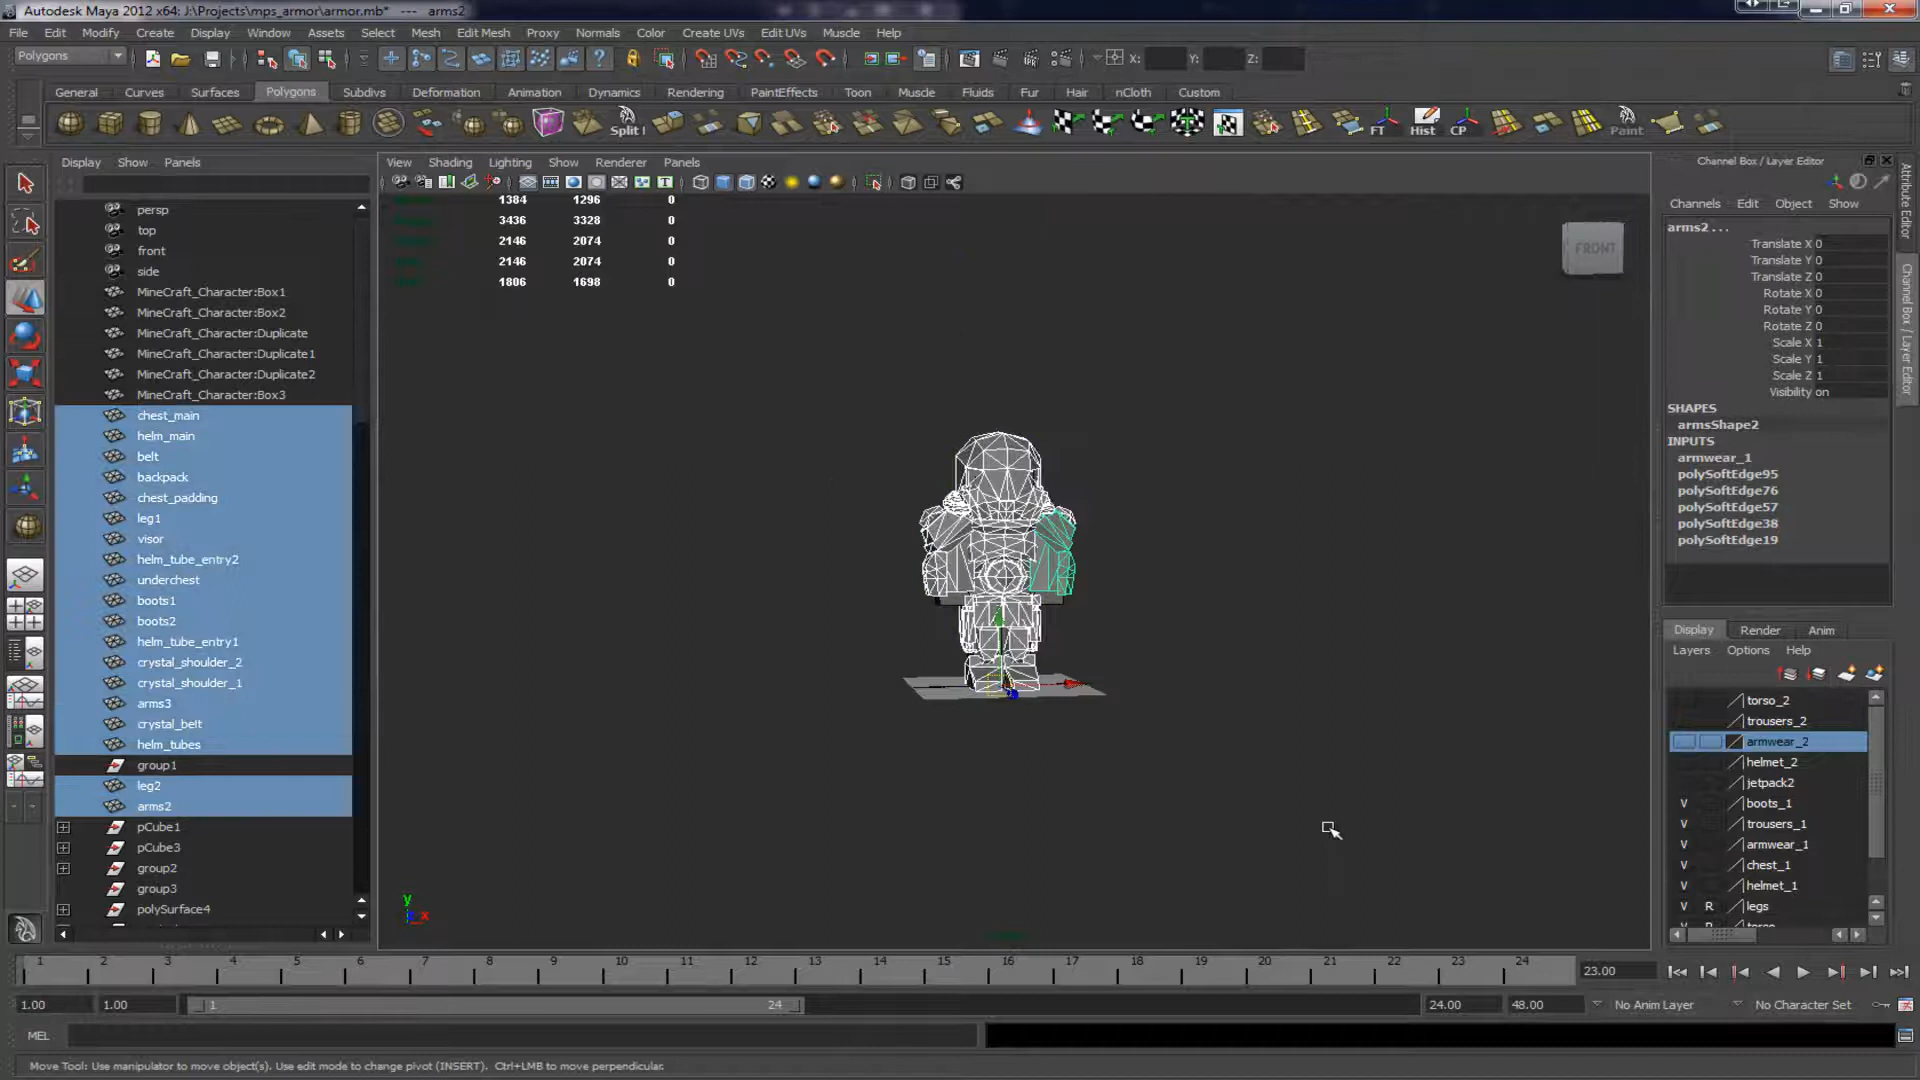 Autodesk Maya 2012 x64: J:\Projects\mps_armor\armor.mb* --- arms2
File Edit Modify Create Display Window Assets Select Mesh Edit Mesh Proxy Normals Color Create UVs Edit UVs Muscle Help
Polygons X: Y: Z:
General Curves Surfaces Polygons Subdivs Deformation Animation Dynamics Rendering PaintEffects Toon Muscle Fluids Fur Hair nCloth Custom
Split FT Hist CP Paint
Display Show Panels
View Shading Lighting Show Renderer Panels
persp
top
front
side
MineCraft_Character:Box1
MineCraft_Character:Box2
MineCraft_Character:Duplicate
MineCraft_Character:Duplicate1
MineCraft_Character:Duplicate2
MineCraft_Character:Box3
chest_main
helm_main
belt
backpack
chest_padding
leg1
visor
helm_tube_entry2
underchest
boots1
boots2
helm_tube_entry1
crystal_shoulder_2
crystal_shoulder_1
arms3
crystal_belt
helm_tubes
group1
leg2
arms2
pCube1
pCube3
group2
group3
polySurface4
1384 1296 0
3436 3328 0
2146 2074 0
2146 2074 0
1806 1698 0
FRONT
y
x
Channel Box / Layer Editor
Channels Edit Object Show
arms2...
Translate X 0
Translate Y 0
Translate Z 0
Rotate X 0
Rotate Y 0
Rotate Z 0
Scale X 1
Scale Y 1
Scale Z 1
Visibility on
SHAPES
armsShape2
INPUTS
armwear_1
polySoftEdge95
polySoftEdge76
polySoftEdge57
polySoftEdge38
polySoftEdge19
Attribute Editor
Channel Box / Layer Editor
Display Render Anim
Layers Options Help
torso_2
trousers_2
armwear_2
helmet_2
jetpack2
V boots_1
V trousers_1
V armwear_1
V chest_1
V helmet_1
V R legs
1 2 3 4 5 6 7 8 9 10 11 12 13 14 15 16 17 18 19 20 21 22 23 24
23.00
1.00 1.00 1 24 24.00 48.00 No Anim Layer No Character Set
MEL
Move Tool: Use manipulator to move object(s). Use edit mode to change pivot (INSERT). Ctrl+LMB to move perpendicular.